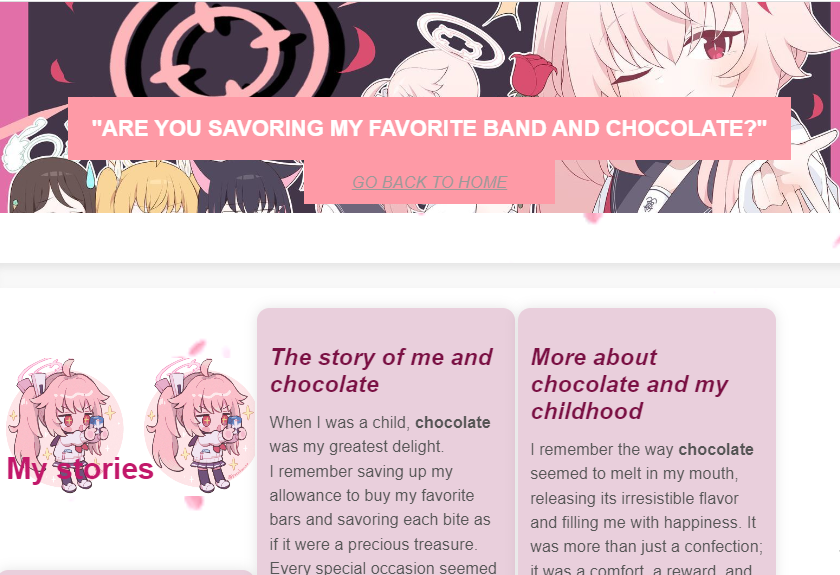 "ARE YOU SAVORING MY FAVORITE BAND AND CHOCOLATE?"
GO BACK TO HOME
My stories
The story of me and
chocolate
When I was a child, chocolate
was my greatest delight.
I remember saving up my
allowance to buy my favorite
bars and savoring each bite as
if it were a precious treasure.
Every special occasion seemed
More about
chocolate and my
childhood
I remember the way chocolate
seemed to melt in my mouth,
releasing its irresistible flavor
and filling me with happiness. It
was more than just a confection;
it was a comfort, a reward, and